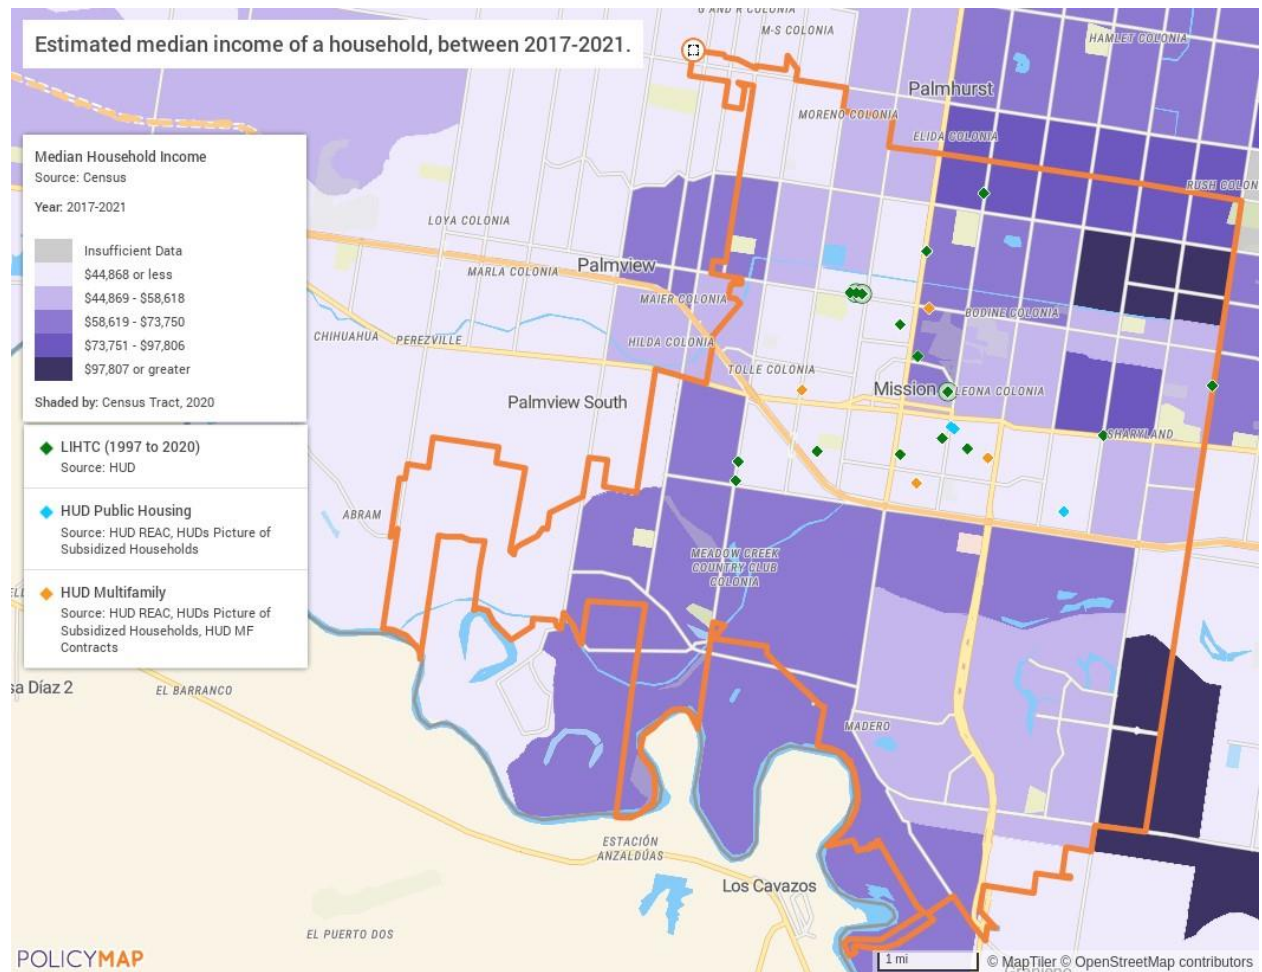 Estimated median income of a household, between 2017-2021.
G AND R COLONIA
M-S COLONIA
HAMLET COLONIA
Palmhurst
MORENO COLONIA
ELIDA COLONIA
RUSH COLON
Median Household Income
Source: Census
Year: 2017-2021
Insufficient Data
$44,868 or less
$44,869 - $58,618
$58,619 - $73,750
$73,751 - $97,806
$97,807 or greater
Shaded by: Census Tract, 2020
LIHTC (1997 to 2020)
Source: HUD
HUD Public Housing
Source: HUD REAC, HUDs Picture of
Subsidized Households
HUD Multifamily
Source: HUD REAC, HUDs Picture of
Subsidized Households, HUD MF
Contracts
LOYA COLONIA
MARLA COLONIA
Palmview
MAIER COLONIA
BODINE COLONIA
CHIHUAHUA
PEREZVILLE
HILDA COLONIA
TOLLE COLONIA
Mission
LEONA COLONIA
Palmview South
SHARYLAND
ABRAM
MEADOW CREEK
COUNTRY CLUB
COLONIA
sa Díaz 2
EL BARRANCO
MADERO
ESTACIÓN
ANZALDÚAS
Los Cavazos
EL PUERTO DOS
POLICYMAP
1 mi
© MapTiler © OpenStreetMap contributors